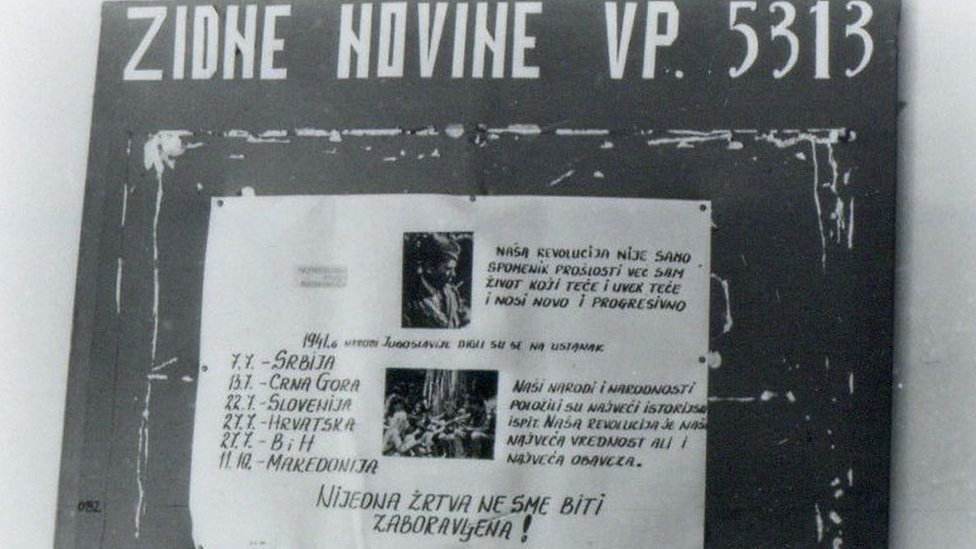 ZIDNE NOVINE VP. 5313
NAŠA REVOLUCIJA NIJE SAMO
SPOMENIK PROŠLOSTI VEĆ SAM
ŽIVOT KOJI TEČE I UVEK TEČE
I NOSI NOVO I PROGRESIVNO
1941.G NARODI JUGOSLAVIJE DIGLI SU SE NA USTANAK
7.7. - SRBIJA
13.7. - CRNA GORA
22.7. - SLOVENIJA
27.7. - HRVATSKA
27.7. - B i H
11.10. - MAKEDONIJA
NAŠI NARODI I NARODNOSTI
POLOŽILI SU NAJVEĆI ISTORIJSKI
ISPIT. NAŠA REVOLUCIJA JE NAŠA
NAJVEĆA VREDNOST ALI I
NAJVEĆA OBAVEZA.
NIJEDNA ŽRTVA NE SME BITI
ZABORAVLJENA!
082